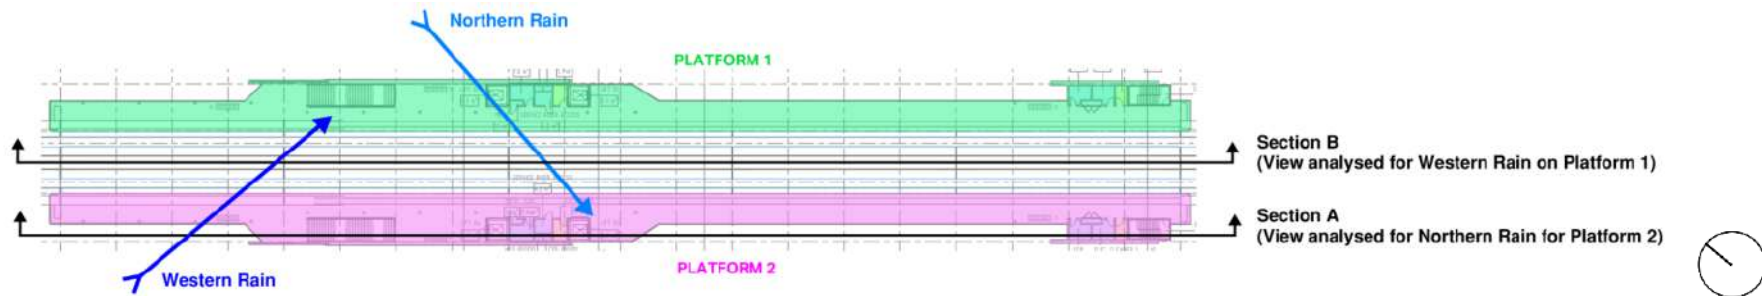 Northern Rain
PLATFORM 1
Section B
(View analysed for Western Rain on Platform 1)
Section A
(View analysed for Northern Rain for Platform 2)
PLATFORM 2
Western Rain